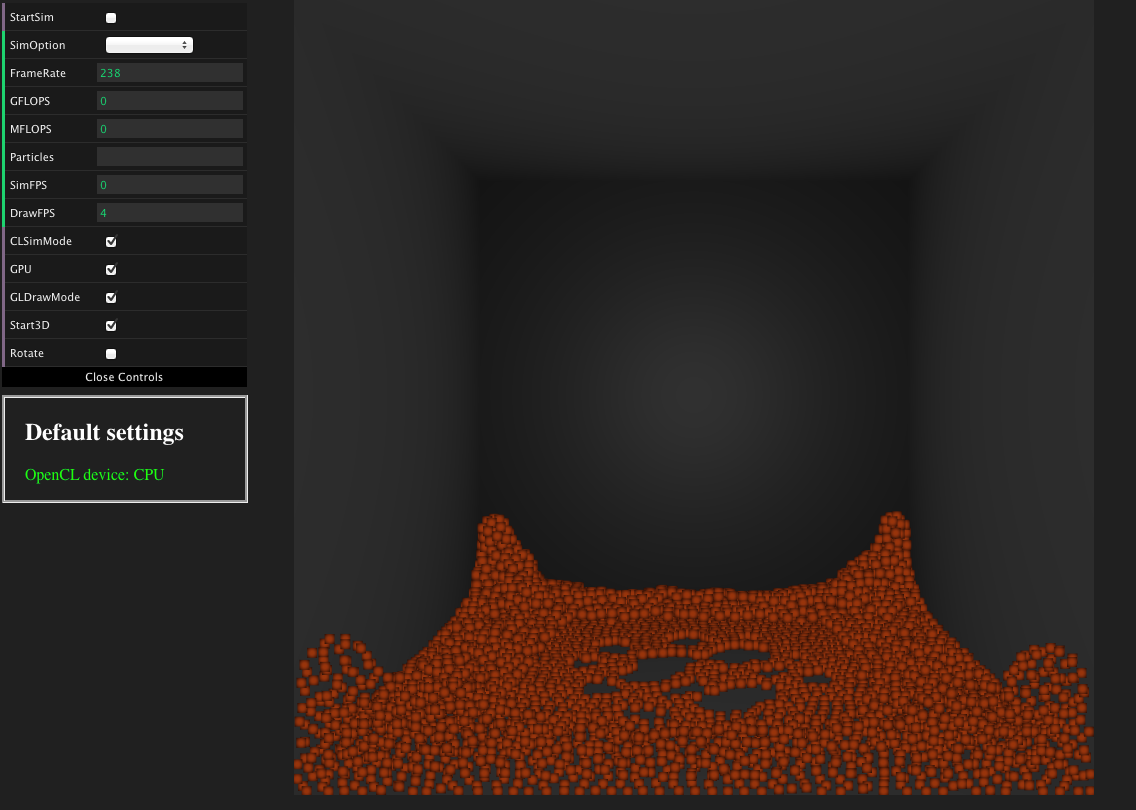 StartSim
SimOption
FrameRate 238
GFLOPS 0
MFLOPS 0
Particles
SimFPS 0
DrawFPS 4
CLSimMode
GPU
GLDrawMode
Start3D
Rotate
Close Controls
Default settings
OpenCL device: CPU